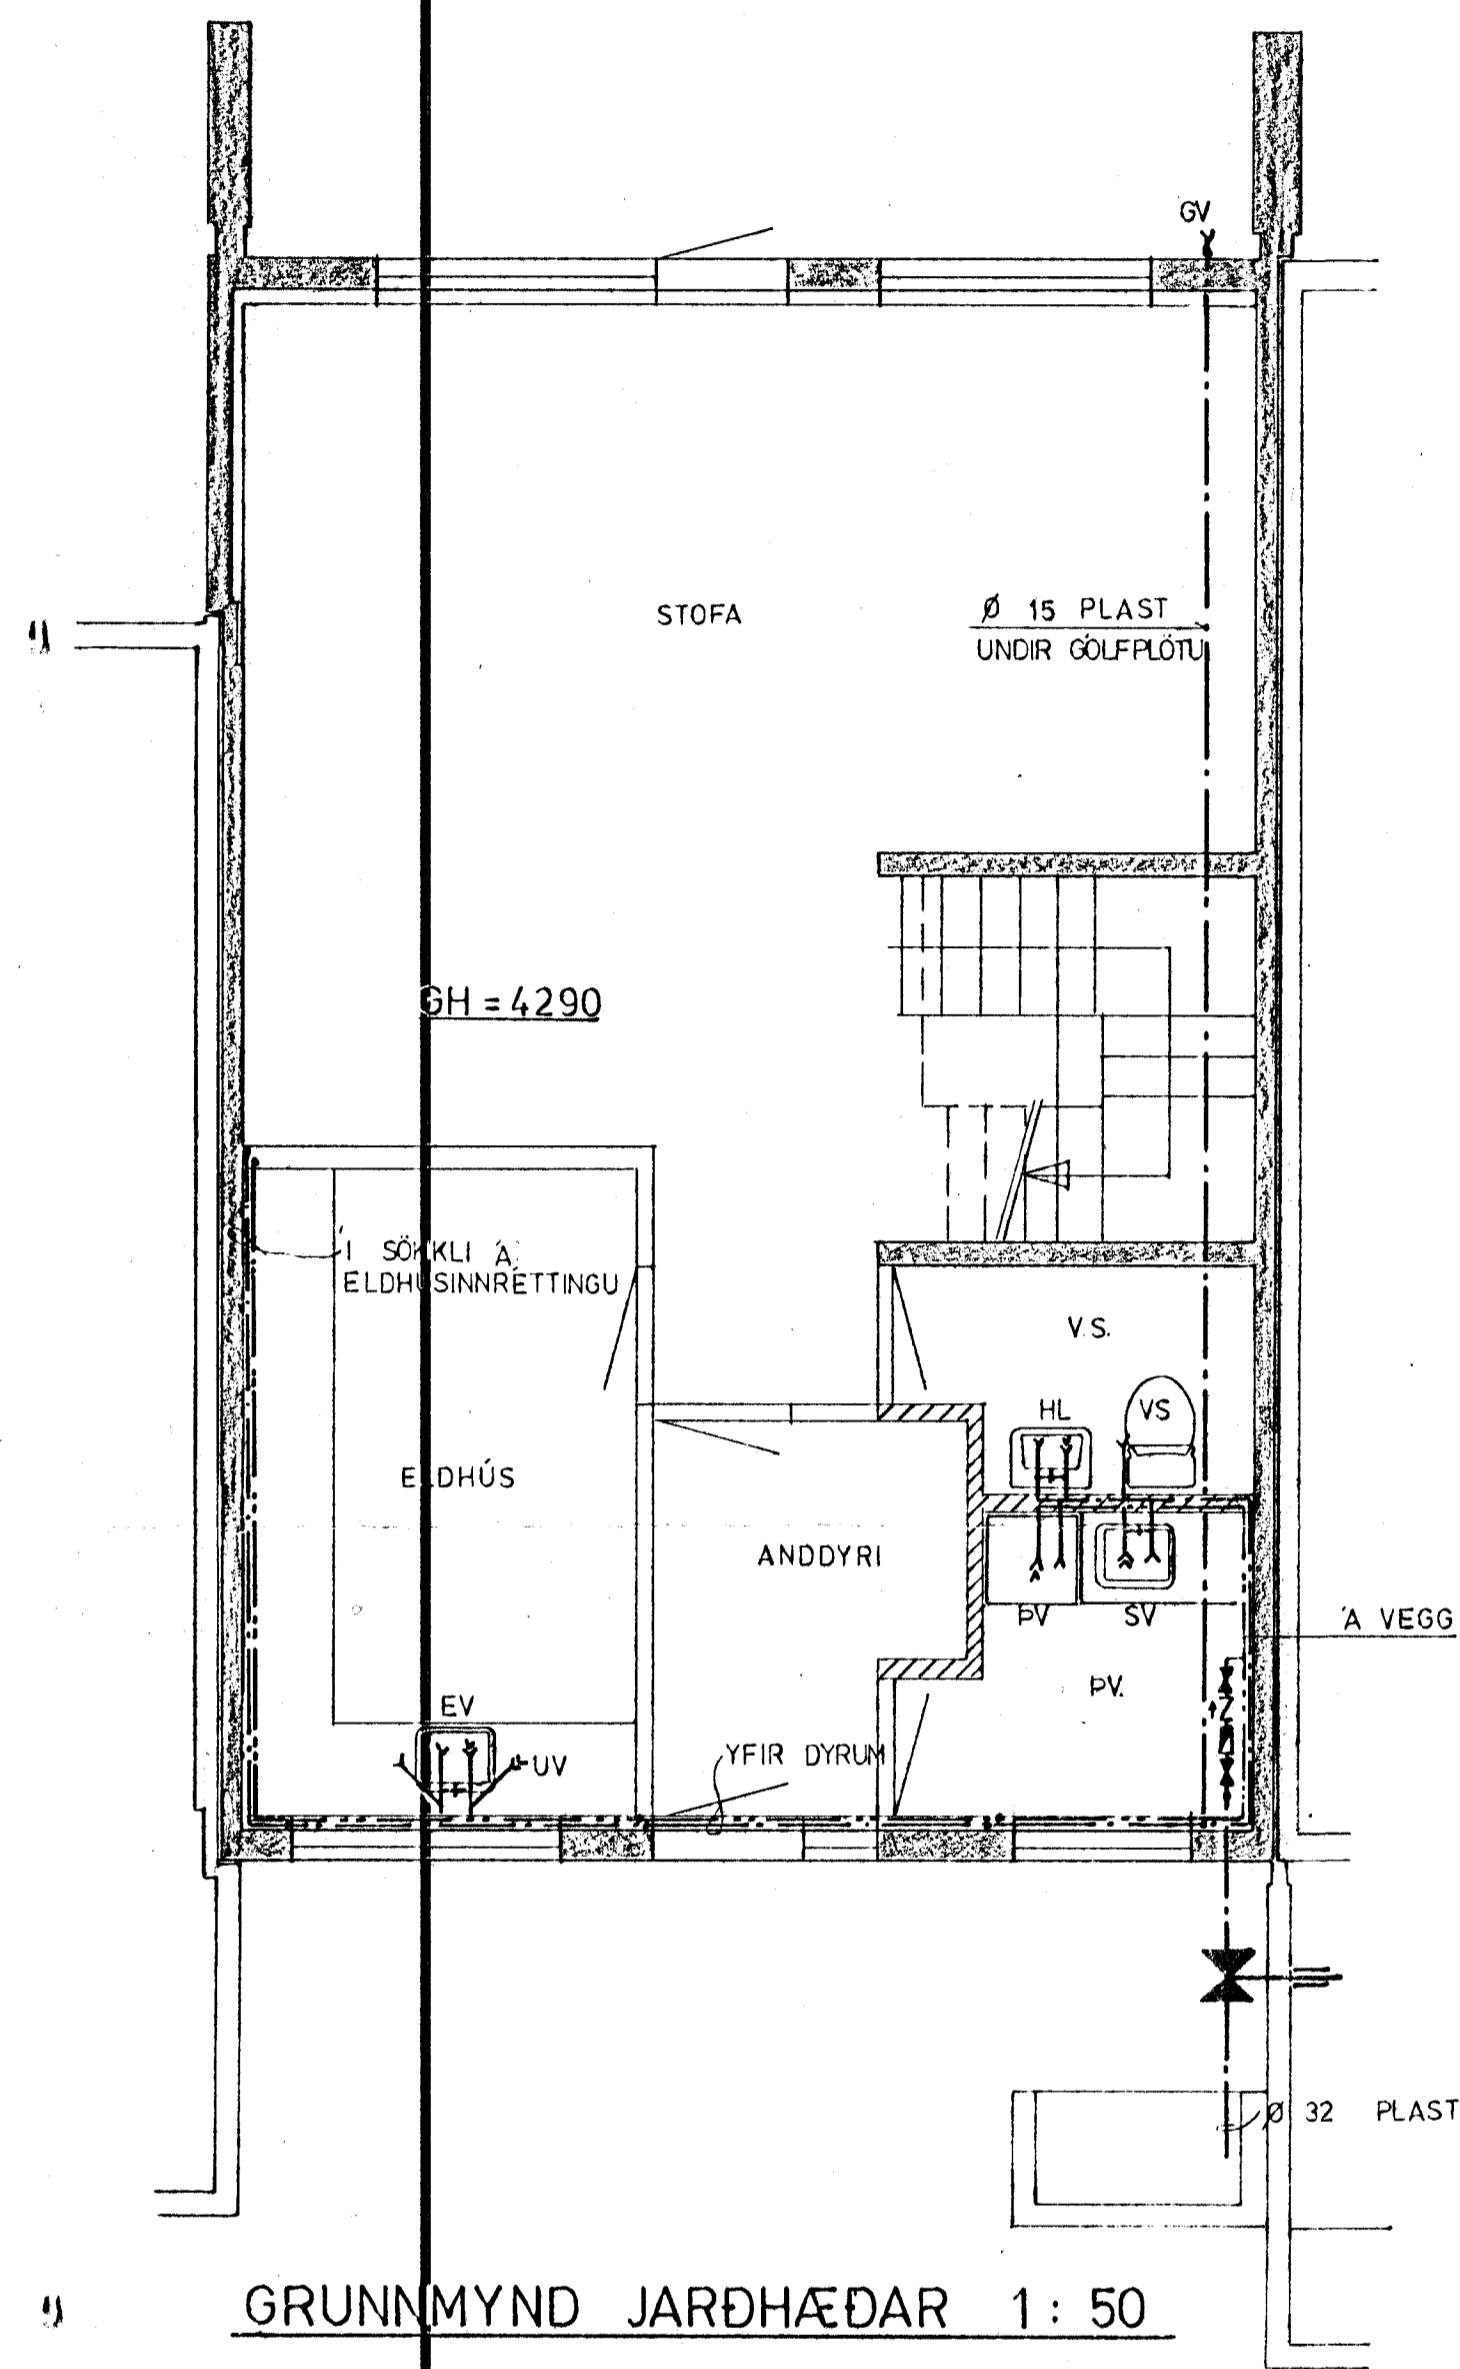 GV
STOFA
Ø 15 PLAST
UNDIR GÓLFPLÖTU
GH = 4290
Í SÖKKLI Á
ELDHÚSINNRÉTTINGU
V.S.
HL
VS
ELDHÚS
ANDDYRI
ÞV
SV
Á VEGG
ÞV.
EV
UV
YFIR DYRUM
Ø 32 PLAST
GRUNNMYND JARÐHÆÐAR 1 : 50